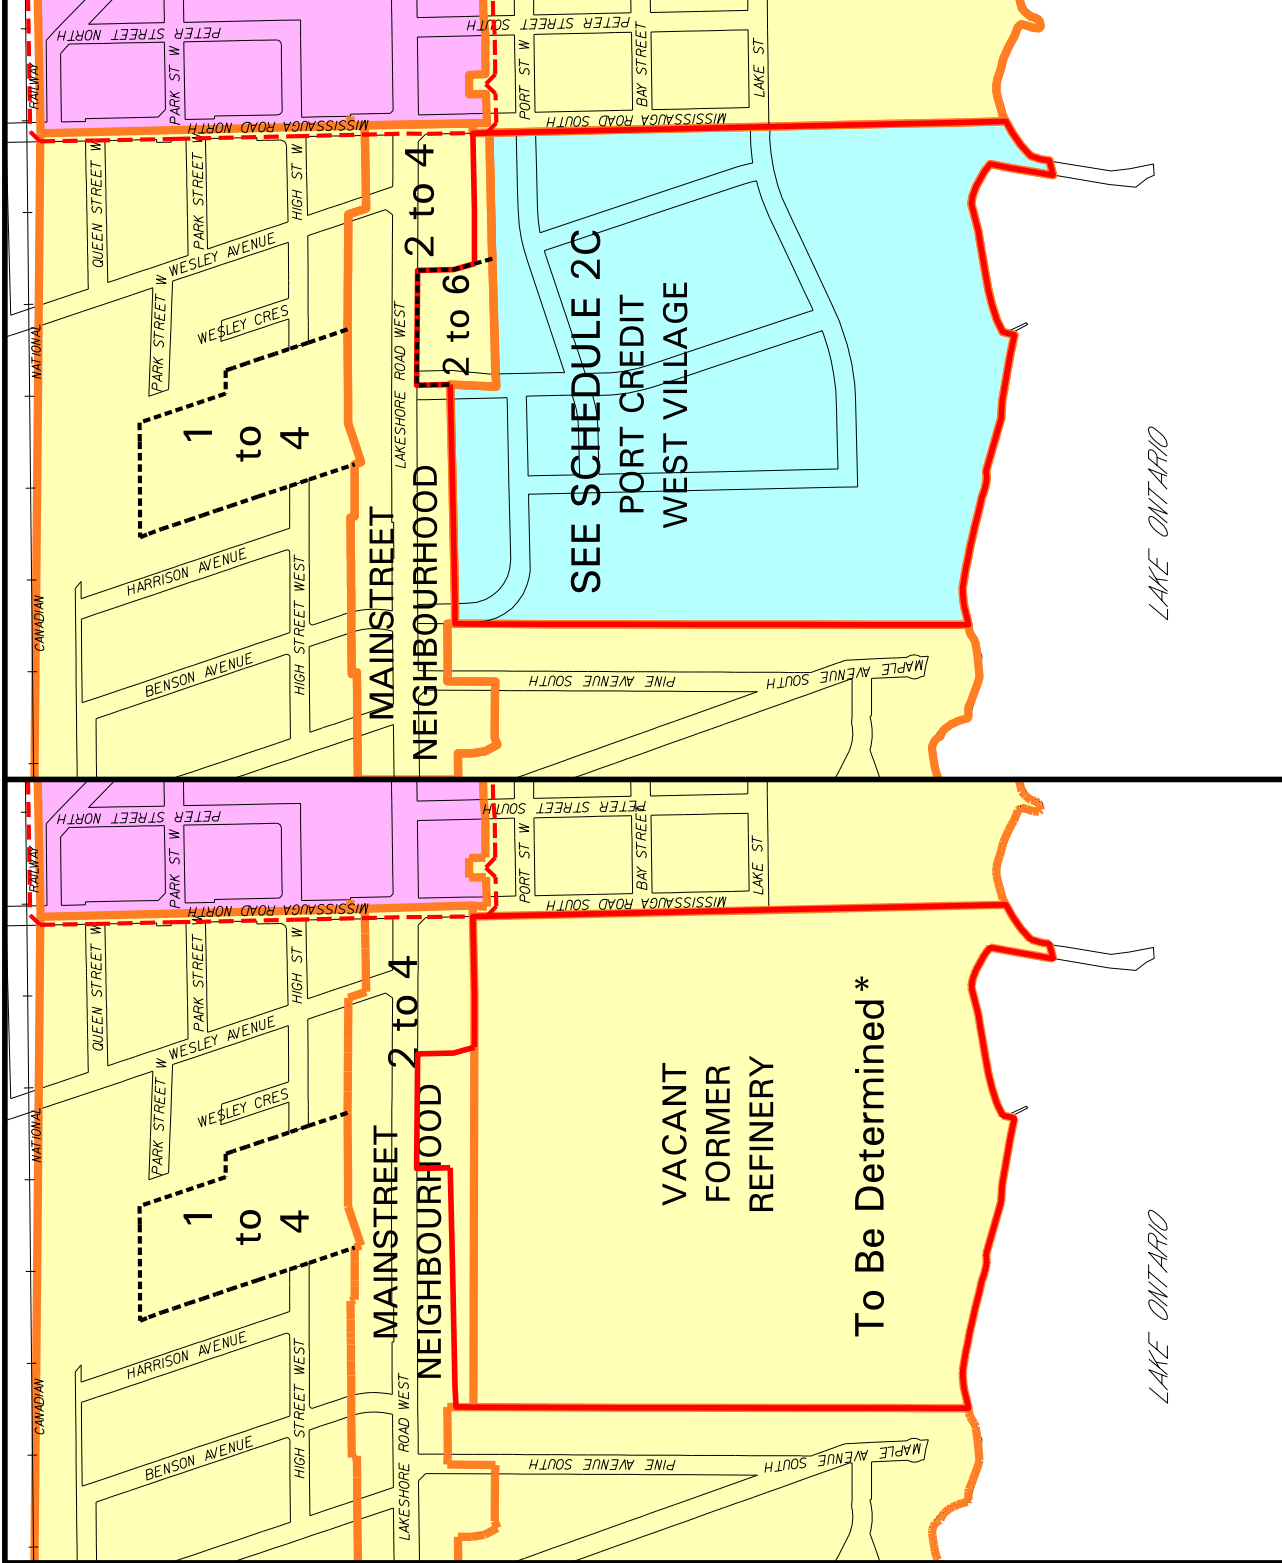 PETER STREET NORTH
PETER STREET SOUTH
RAILWAY
PARK ST W
PORT ST W
BAY STREET
LAKE ST
MISSISSAUGA ROAD NORTH
MISSISSAUGA ROAD SOUTH
QUEEN STREET W
PARK STREET W
HIGH ST W
2 to 4
WESLEY AVENUE
PARK STREET W
WESLEY CRES
2 to 6
NATIONAL
LAKESHORE ROAD WEST
SEE SCHEDULE 2C
PORT CREDIT
WEST VILLAGE
1
to
4
MAINSTREET
NEIGHBOURHOOD
HARRISON AVENUE
HIGH STREET WEST
CANADIAN
BENSON AVENUE
PINE AVENUE SOUTH
MAPLE AVENUE SOUTH
LAKE ONTARIO
PETER STREET NORTH
PETER STREET SOUTH
RAILWAY
PARK ST W
PORT ST W
BAY STREET
LAKE ST
MISSISSAUGA ROAD NORTH
MISSISSAUGA ROAD SOUTH
QUEEN STREET W
PARK STREET
HIGH ST W
2 to 4
WESLEY AVENUE
PARK STREET W
WESLEY CRES
NATIONAL
VACANT
FORMER
REFINERY
To Be Determined*
1
to
4
MAINSTREET
NEIGHBOURHOOD
HARRISON AVENUE
HIGH STREET WEST
CANADIAN
BENSON AVENUE
LAKESHORE ROAD WEST
PINE AVENUE SOUTH
MAPLE AVENUE SOUTH
LAKE ONTARIO